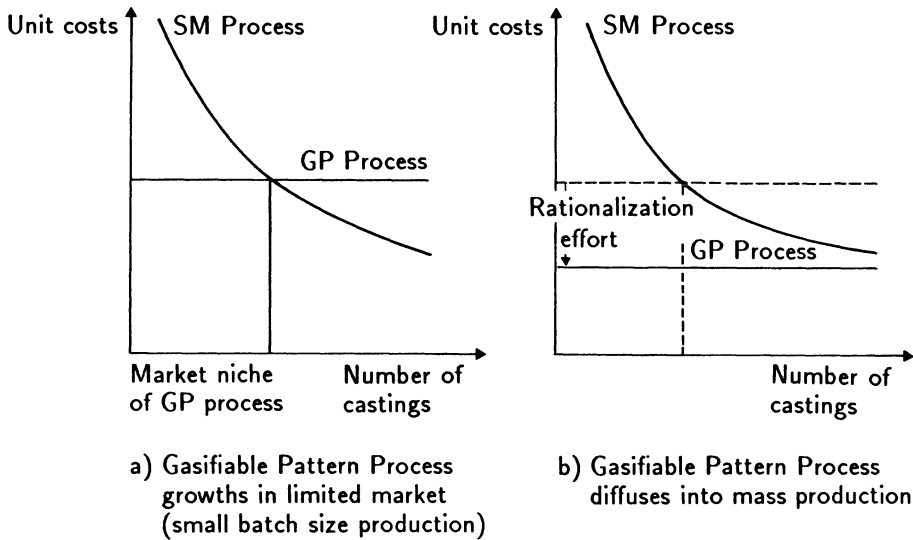 Unit costs
SM Process
GP Process
Market niche
of GP process
Number of
castings
a) Gasifiable Pattern Process
growths in limited market
(small batch size production)
Unit costs
SM Process
Rationalization
effort
GP Process
Number of
castings
b) Gasifiable Pattern Process
diffuses into mass production